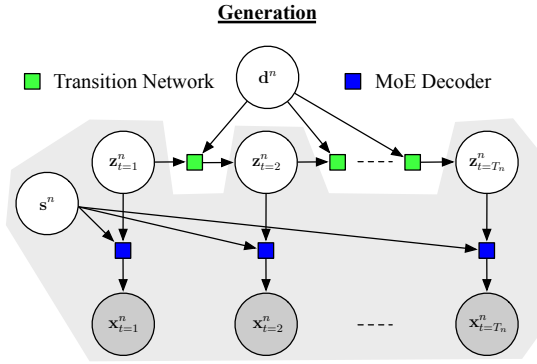 Generation
d^n
Transition Network
MoE Decoder
z^n_{t=1}
z^n_{t=2}
z^n_{t=T_n}
s^n
x^n_{t=1}
x^n_{t=2}
x^n_{t=T_n}